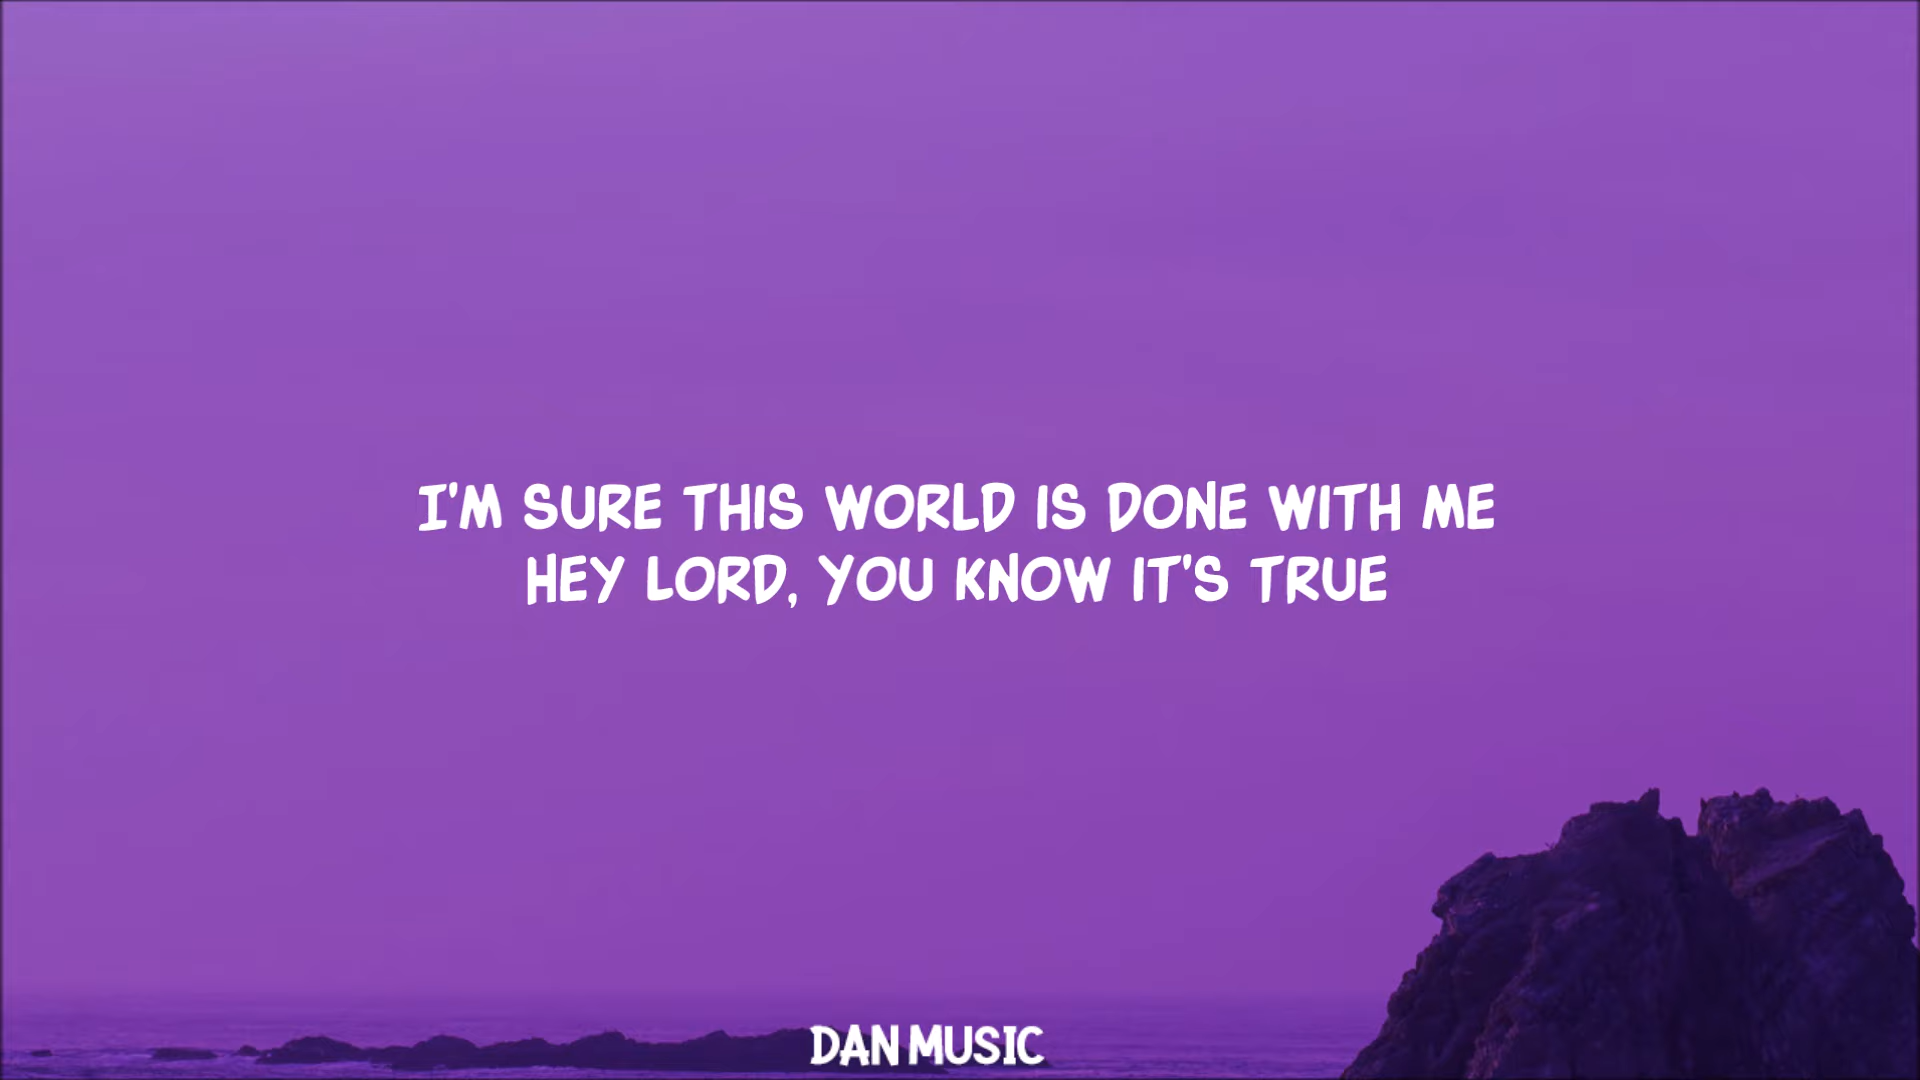 I'M SURE THIS WORLD IS DONE WITH ME
HEY LORD, YOU KNOW IT'S TRUE
DAN MUSIC